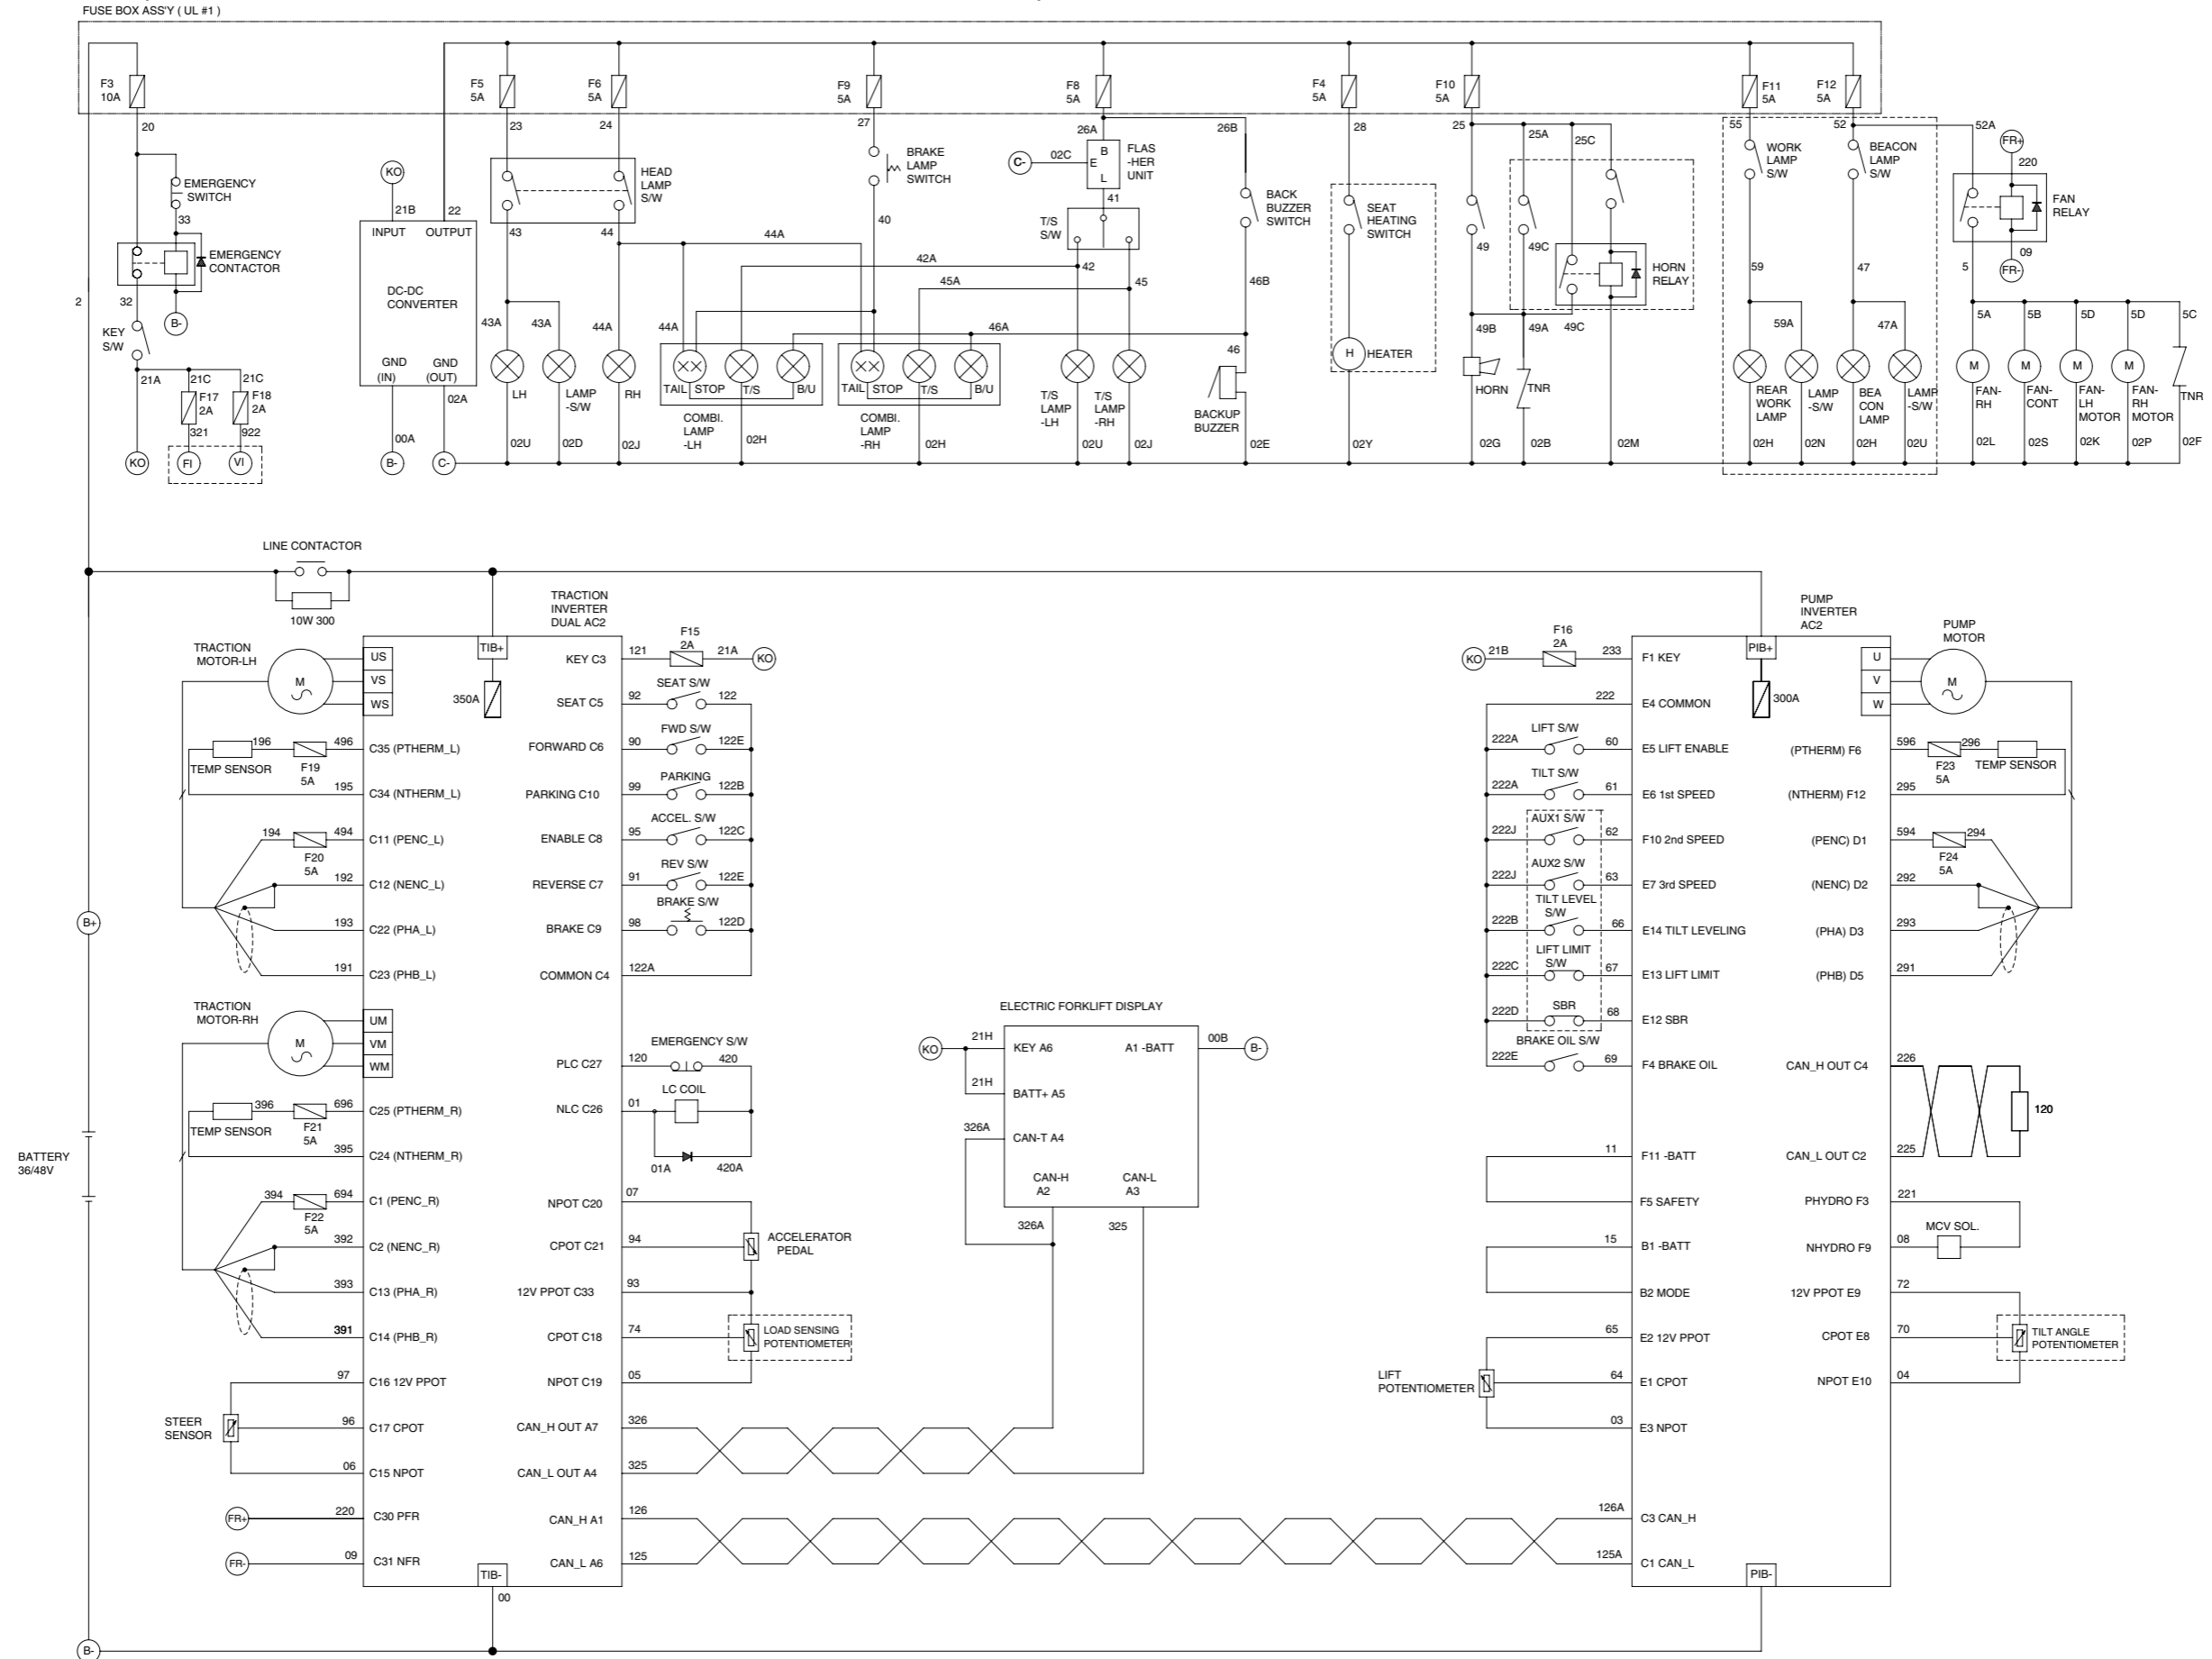 FUSE BOX ASS'Y ( UL #1 )
F3
10A
F5
5A
F6
5A
F9
5A
F8
5A
F4
5A
F10
5A
F11
5A
F12
5A
20
23
24
27
26A
26B
28
25
25A
25C
55
52
52A
FR+
220
EMERGENCY
SWITCH
33
EMERGENCY
CONTACTOR
32
B-
2
KEY
S/W
21A
21C
F17
2A
321
21C
F18
2A
922
KO
FI
VI
KO
21B
22
INPUT
OUTPUT
DC-DC
CONVERTER
GND
(IN)
GND
(OUT)
02A
00A
B-
C-
HEAD
LAMP
S/W
43
44
44A
43A
43A
44A
LH
LAMP
-S/W
RH
02U
02D
02J
BRAKE
LAMP
SWITCH
40
42A
45A
44A
46A
TAIL
STOP
T/S
B/U
COMBI.
LAMP
-LH
02H
TAIL
STOP
T/S
B/U
COMBI.
LAMP
-RH
02H
C-
02C
B
E
L
FLAS
-HER
UNIT
41
T/S
S/W
42
45
T/S
LAMP
-LH
02U
T/S
LAMP
-RH
02J
BACK
BUZZER
SWITCH
46B
46
BACKUP
BUZZER
02E
SEAT
HEATING
SWITCH
H
HEATER
02Y
49
49C
HORN
RELAY
49B
49A
49C
HORN
TNR
02G
02B
02M
WORK
LAMP
S/W
BEACON
LAMP
S/W
59
47
59A
47A
REAR
WORK
LAMP
LAMP
-S/W
BEA
CON
LAMP
LAMP
-S/W
02H
02N
02H
02U
FAN
RELAY
09
FR-
5
5A
5B
5D
5D
5C
M
M
M
M
FAN-
RH
FAN-
CONT
FAN-
LH
MOTOR
FAN-
RH
MOTOR
TNR
02L
02S
02K
02P
02F
LINE CONTACTOR
10W 300
TRACTION
INVERTER
DUAL AC2
TRACTION
MOTOR-LH
M
US
VS
WS
TIB+
350A
196
496
TEMP SENSOR
F19
5A
C35 (PTHERM_L)
195
C34 (NTHERM_L)
194
494
F20
5A
C11 (PENC_L)
192
C12 (NENC_L)
193
C22 (PHA_L)
191
C23 (PHB_L)
B+
TRACTION
MOTOR-RH
M
UM
VM
WM
396
696
TEMP SENSOR
F21
5A
C25 (PTHERM_R)
395
C24 (NTHERM_R)
BATTERY
36/48V
394
694
F22
5A
C1 (PENC_R)
392
C2 (NENC_R)
393
C13 (PHA_R)
391
C14 (PHB_R)
97
C16 12V PPOT
STEER
SENSOR
96
C17 CPOT
06
C15 NPOT
FR+
220
C30 PFR
FR-
09
C31 NFR
TIB-
00
B-
KEY C3
121
F15
2A
21A
KO
SEAT C5
92
SEAT S/W
122
FORWARD C6
90
FWD S/W
122E
PARKING C10
99
PARKING
122B
ENABLE C8
95
ACCEL. S/W
122C
REVERSE C7
91
REV S/W
122E
BRAKE C9
98
BRAKE S/W
122D
COMMON C4
122A
PLC C27
120
EMERGENCY S/W
420
NLC C26
01
LC COIL
01A
420A
NPOT C20
07
CPOT C21
94
ACCELERATOR
PEDAL
12V PPOT C33
93
CPOT C18
74
LOAD SENSING
POTENTIOMETER
NPOT C19
05
CAN_H OUT A7
326
CAN_L OUT A4
325
CAN_H A1
126
CAN_L A6
125
ELECTRIC FORKLIFT DISPLAY
KO
21H
KEY A6
A1 -BATT
00B
B-
21H
BATT+ A5
326A
CAN-T A4
CAN-H
A2
CAN-L
A3
326A
325
PUMP
INVERTER
AC2
PUMP
MOTOR
M
KO
21B
F16
2A
233
F1 KEY
PIB+
300A
U
V
W
222
E4 COMMON
222A
LIFT S/W
60
E5 LIFT ENABLE
222A
TILT S/W
61
E6 1st SPEED
222J
AUX1 S/W
62
F10 2nd SPEED
222J
AUX2 S/W
63
E7 3rd SPEED
222B
TILT LEVEL
S/W
66
E14 TILT LEVELING
222C
LIFT LIMIT
S/W
67
E13 LIFT LIMIT
222D
SBR
68
E12 SBR
222E
BRAKE OIL S/W
69
F4 BRAKE OIL
11
F11 -BATT
F5 SAFETY
15
B1 -BATT
B2 MODE
65
E2 12V PPOT
LIFT
POTENTIOMETER
64
E1 CPOT
03
E3 NPOT
126A
C3 CAN_H
125A
C1 CAN_L
PIB-
(PTHERM) F6
596
296
F23
5A
TEMP SENSOR
(NTHERM) F12
295
(PENC) D1
594
294
F24
5A
(NENC) D2
292
(PHA) D3
293
(PHB) D5
291
CAN_H OUT C4
226
120
CAN_L OUT C2
225
PHYDRO F3
221
MCV SOL.
NHYDRO F9
08
12V PPOT E9
72
CPOT E8
70
TILT ANGLE
POTENTIOMETER
NPOT E10
04